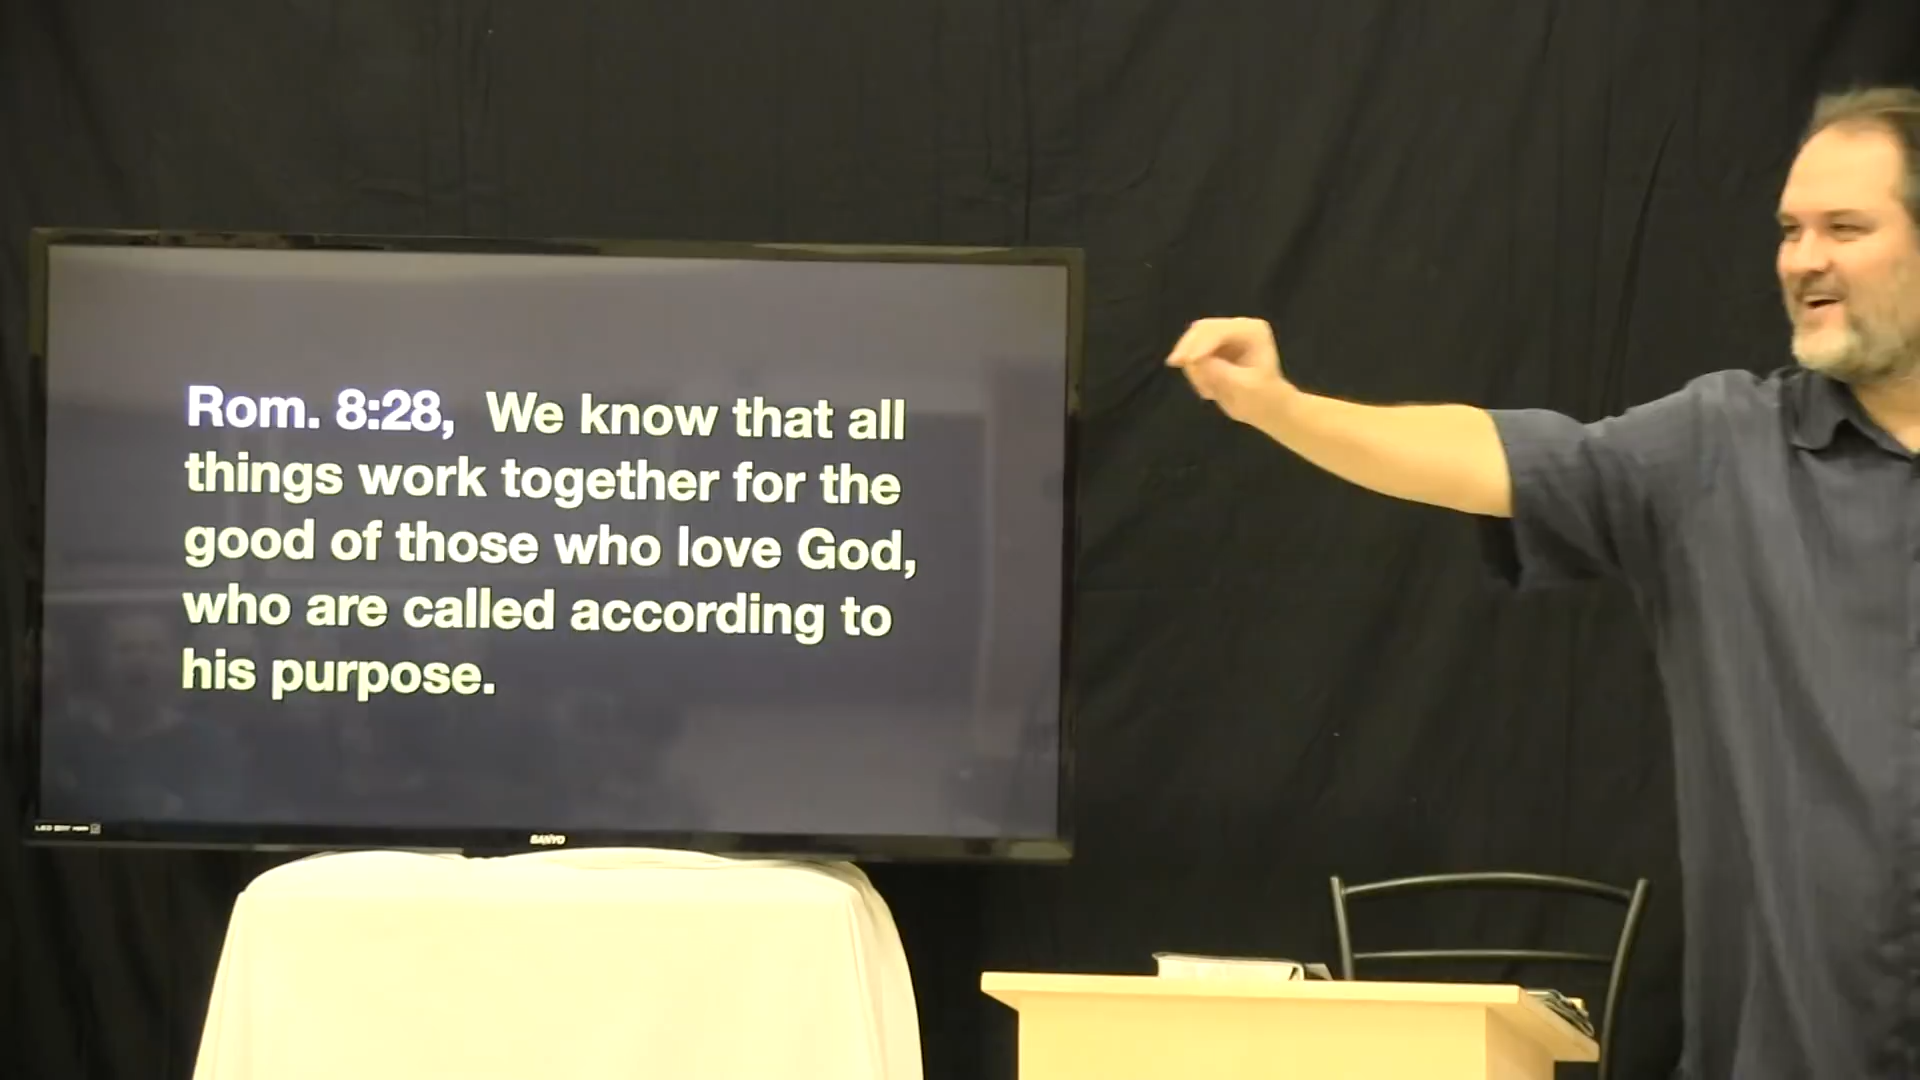 Rom. 8:28, We know that all
things work together for the
good of those who love God,
who are called according to
his purpose.
SANYO